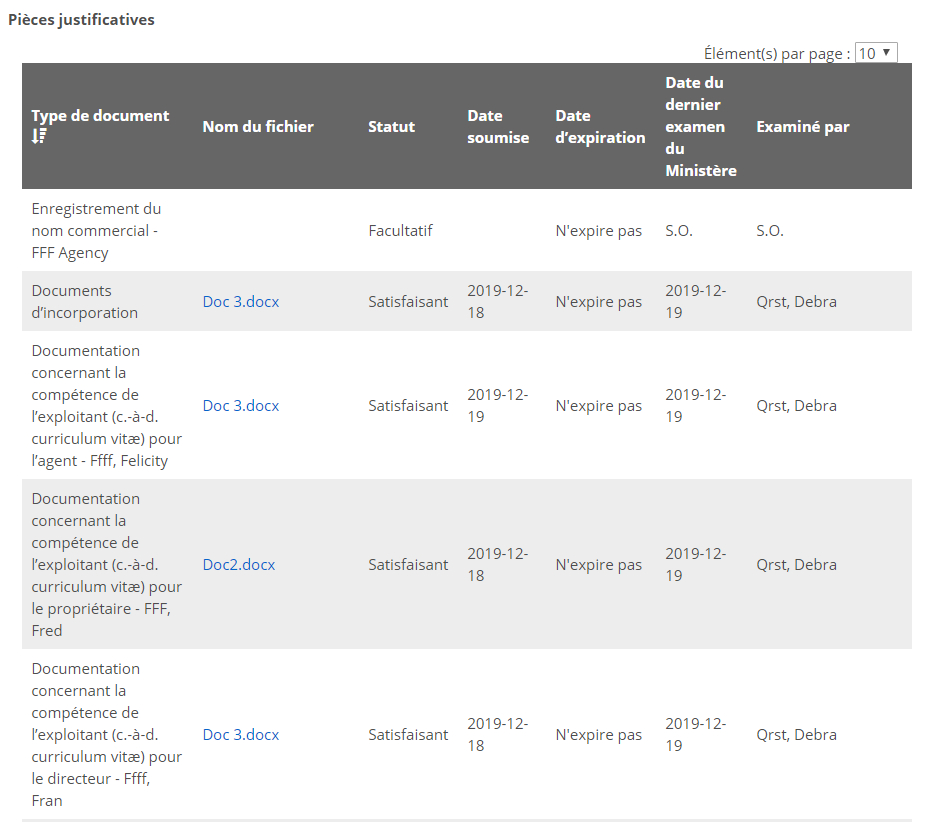 Pièces justificatives
Élément(s) par page : 10
Type de document
Nom du fichier
Statut
Date
soumise
Date
d’expiration
Date du
dernier
examen
du
Ministère
Examiné par
Enregistrement du
nom commercial -
FFF Agency
Facultatif
N'expire pas
S.O.
S.O.
Documents
d’incorporation
Doc 3.docx
Satisfaisant
2019-12-
18
N'expire pas
2019-12-
19
Qrst, Debra
Documentation
concernant la
compétence de
l’exploitant (c.-à-d.
curriculum vitæ) pour
l’agent - Ffff, Felicity
Doc 3.docx
Satisfaisant
2019-12-
19
N'expire pas
2019-12-
19
Qrst, Debra
Documentation
concernant la
compétence de
l’exploitant (c.-à-d.
curriculum vitæ) pour
le propriétaire - FFF,
Fred
Doc2.docx
Satisfaisant
2019-12-
18
N'expire pas
2019-12-
19
Qrst, Debra
Documentation
concernant la
compétence de
l’exploitant (c.-à-d.
curriculum vitæ) pour
le directeur - Ffff,
Fran
Doc 3.docx
Satisfaisant
2019-12-
18
N'expire pas
2019-12-
19
Qrst, Debra